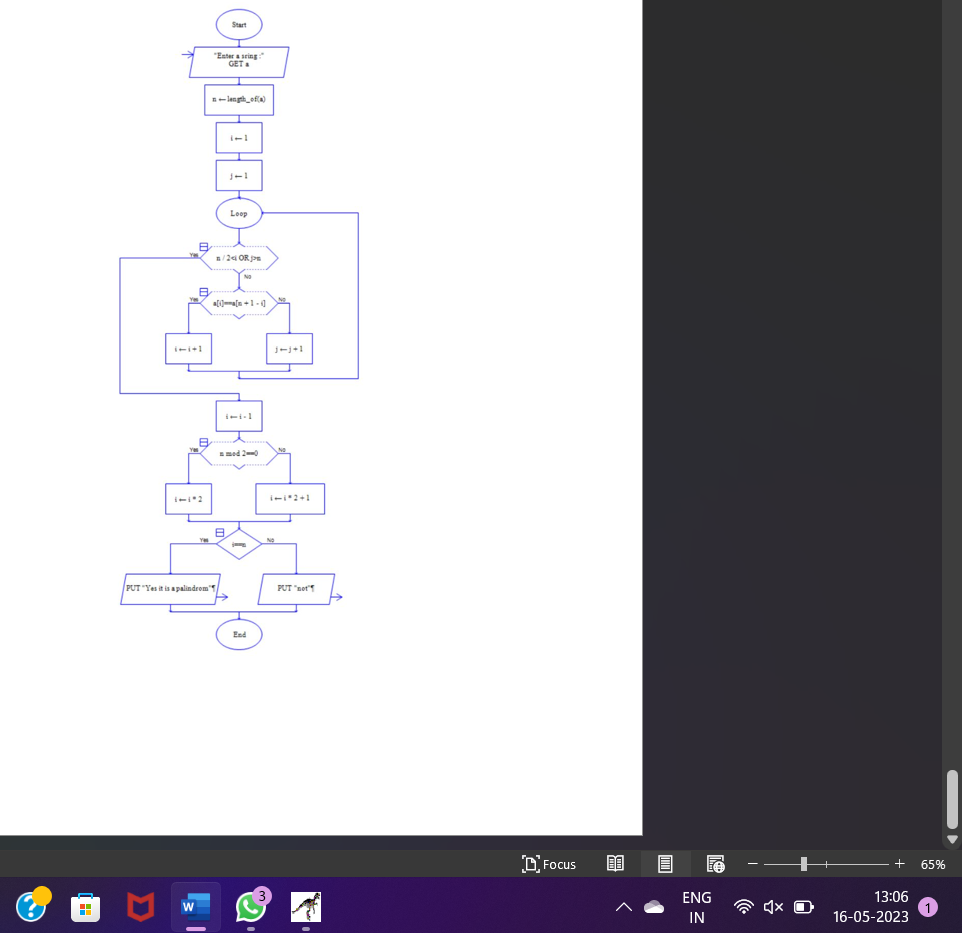 Start
"Enter a sring :"
GET a
n ← length_of(a)
i ← 1
j ← 1
Loop
Yes
n / 2<i OR j>n
No
Yes
a[i]==a[n + 1 - i]
No
i ← i + 1
j ← j + 1
i ← i - 1
Yes
n mod 2==0
No
i ← i * 2
i ← i * 2 + 1
Yes
i==n
No
PUT "Yes it is a palindrom"¶
PUT "not"¶
End
Focus
65%
3
ENG
IN
13:06
16-05-2023
1